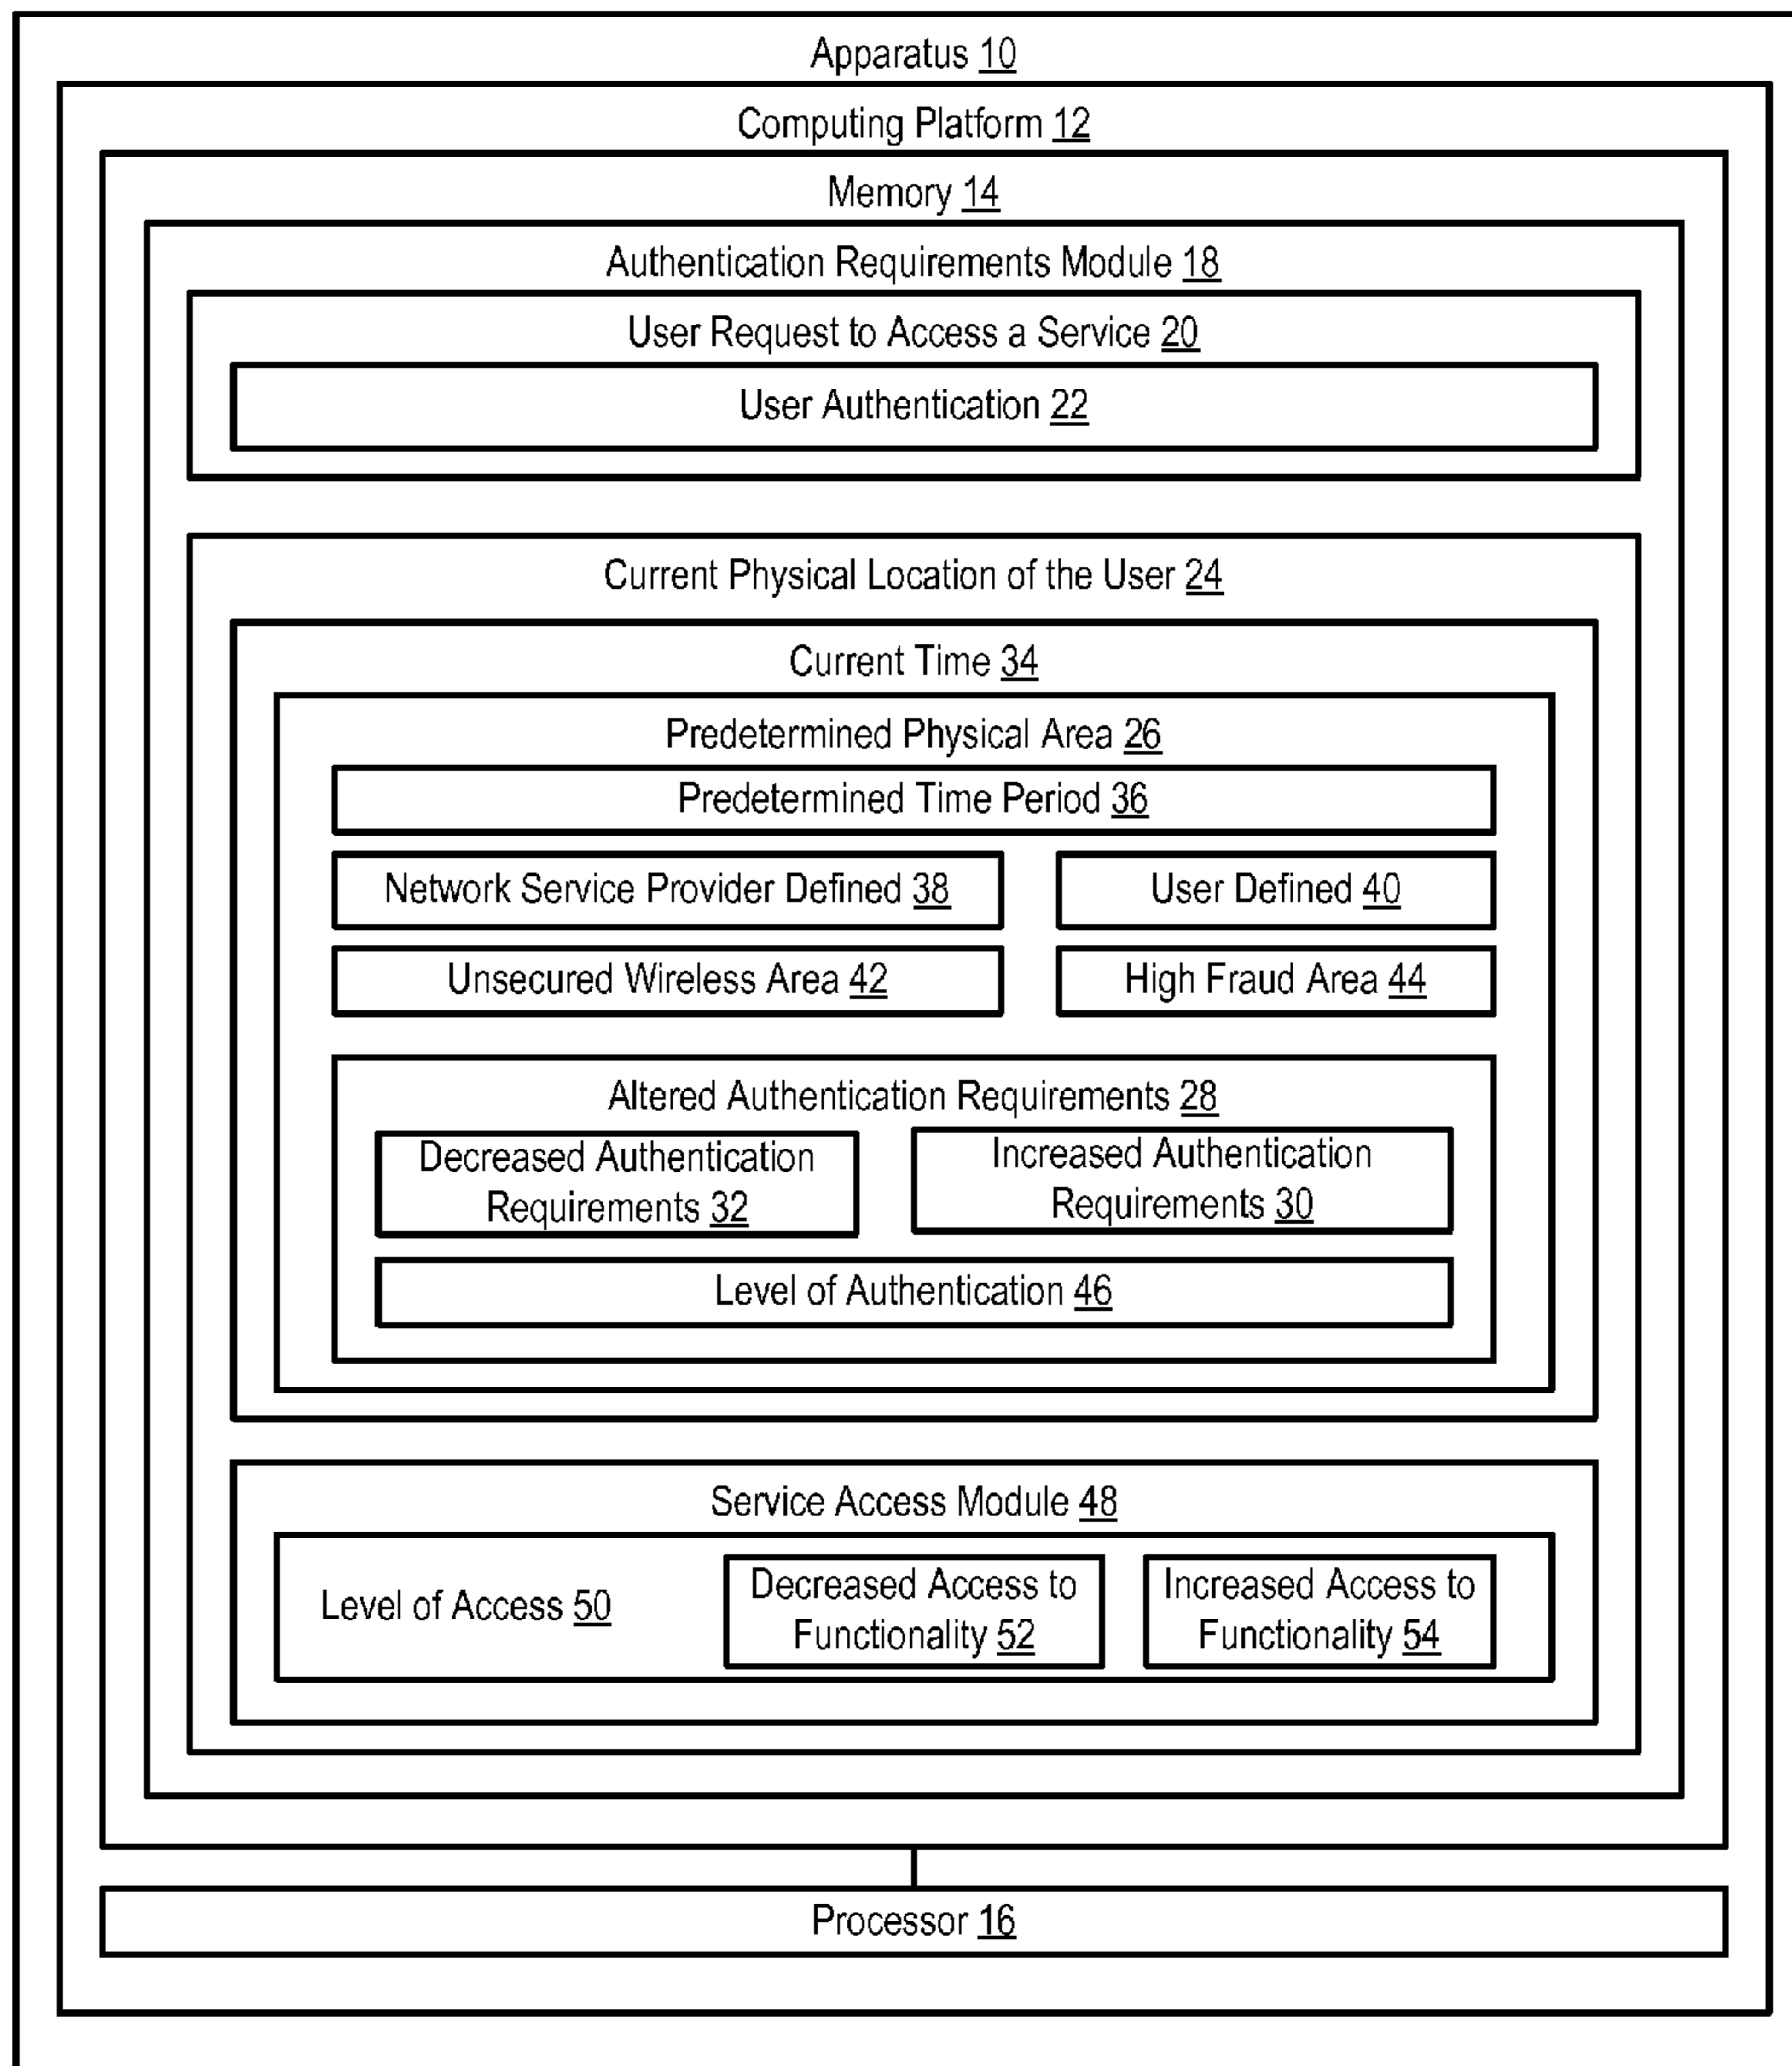 Apparatus 10
Computing Platform 12
Memory 14
Authentication Requirements Module 18
User Request to Access a Service 20
User Authentication 22
Current Physical Location of the User 24
Current Time 34
Predetermined Physical Area 26
Predetermined Time Period 36
Network Service Provider Defined 38
User Defined 40
Unsecured Wireless Area 42
High Fraud Area 44
Altered Authentication Requirements 28
Decreased Authentication
Requirements 32
Increased Authentication
Requirements 30
Level of Authentication 46
Service Access Module 48
Level of Access 50
Decreased Access to
Functionality 52
Increased Access to
Functionality 54
Processor 16